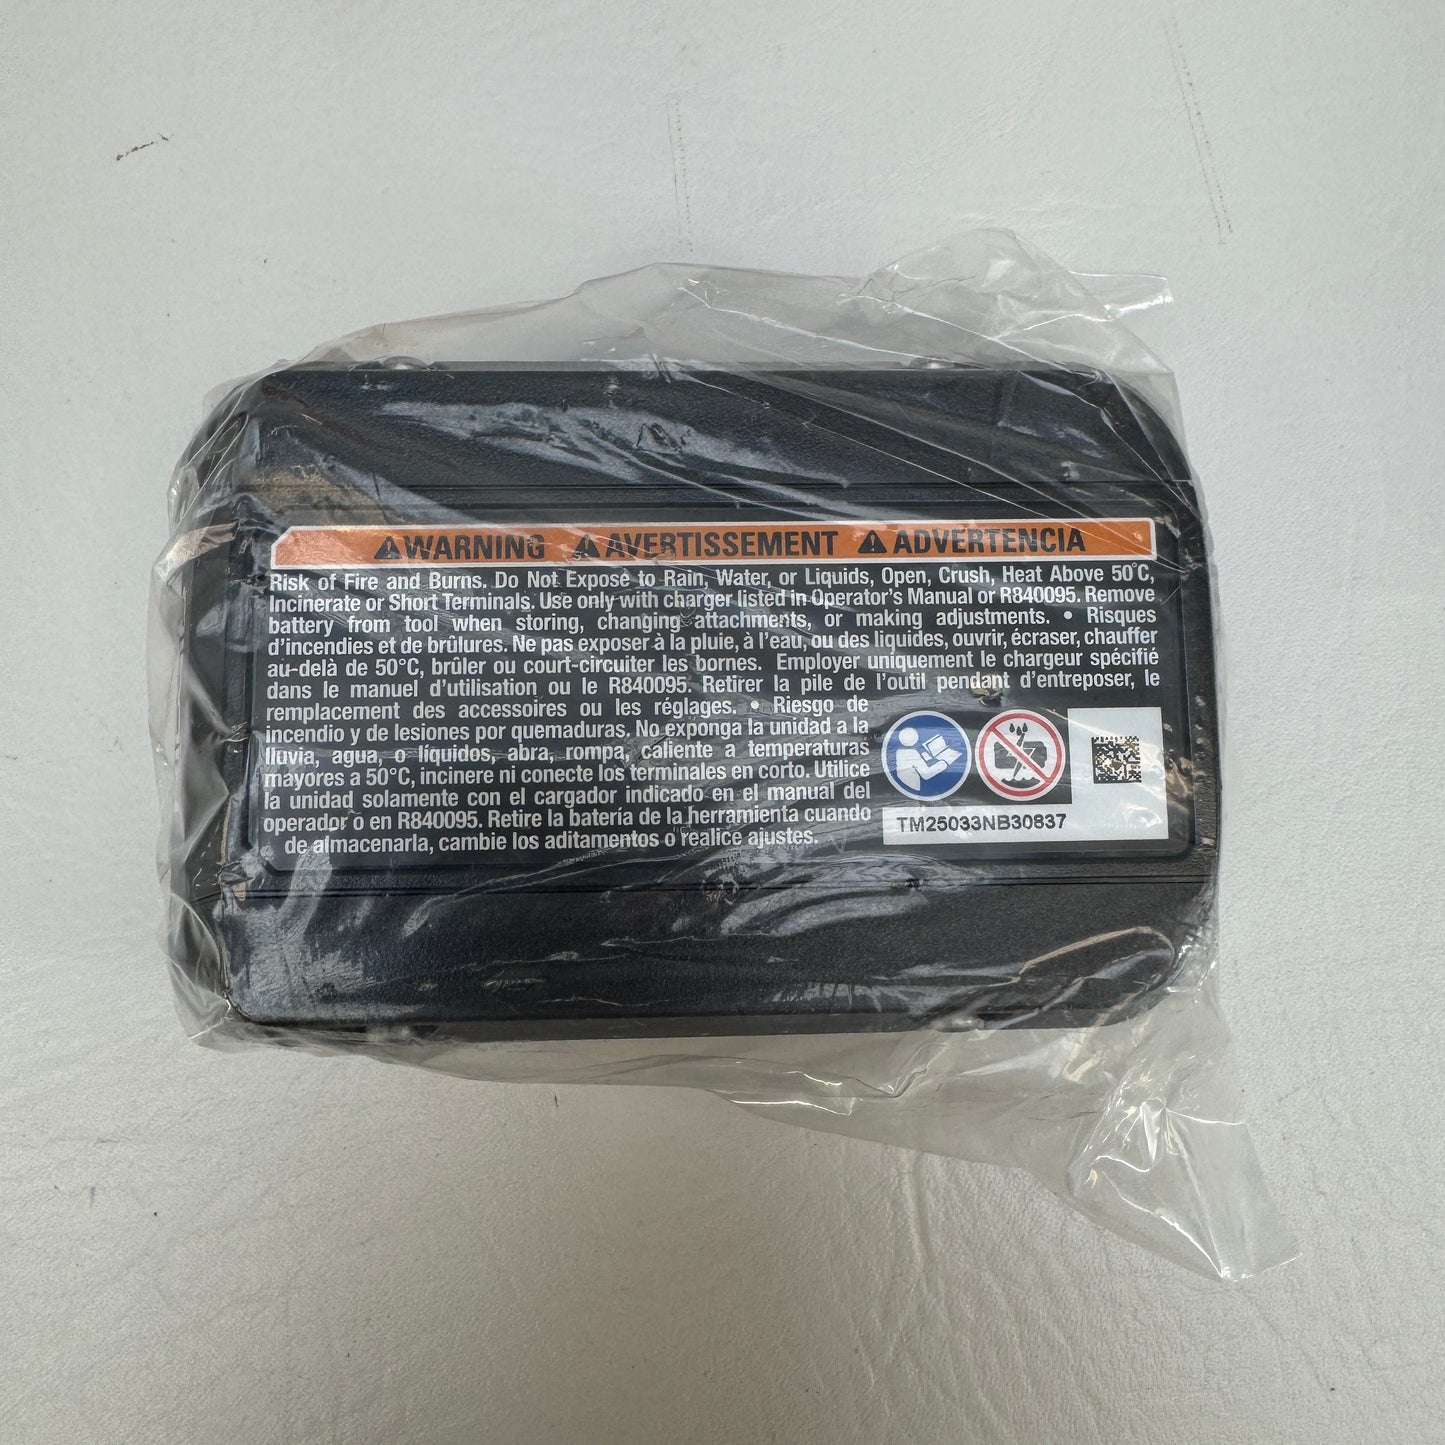 WARNING AVERTISSEMENT ADVERTENCIA
Risk of Fire and Burns. Do Not Expose to Rain, Water, or Liquids, Open, Crush, Heat Above 50°C,
Incinerate or Short Terminals. Use only with charger listed in Operator's Manual or R840095. Remove
battery from tool when storing, changing attachments, or making adjustments. • Risques
d'incendies et de brûlures. Ne pas exposer à la pluie, à l'eau, ou des liquides, ouvrir, écraser, chauffer
au-delà de 50°C, brûler ou court-circuiter les bornes. Employer uniquement le chargeur spécifié
dans le manuel d'utilisation ou le R840095. Retirer la pile de l'outil pendant d'entreposer, le
remplacement des accessoires ou les réglages. • Riesgo de
incendio y de lesiones por quemaduras. No exponga la unidad a la
lluvia, agua, o líquidos, abra, rompa, caliente a temperaturas
mayores a 50°C, incinere ni conecte los terminales en corto. Utilice
la unidad solamente con el cargador indicado en el manual del
operador o en R840095. Retire la batería de la herramienta cuando
de almacenarla, cambie los aditamentos o realice ajustes.
TM25033NB30837